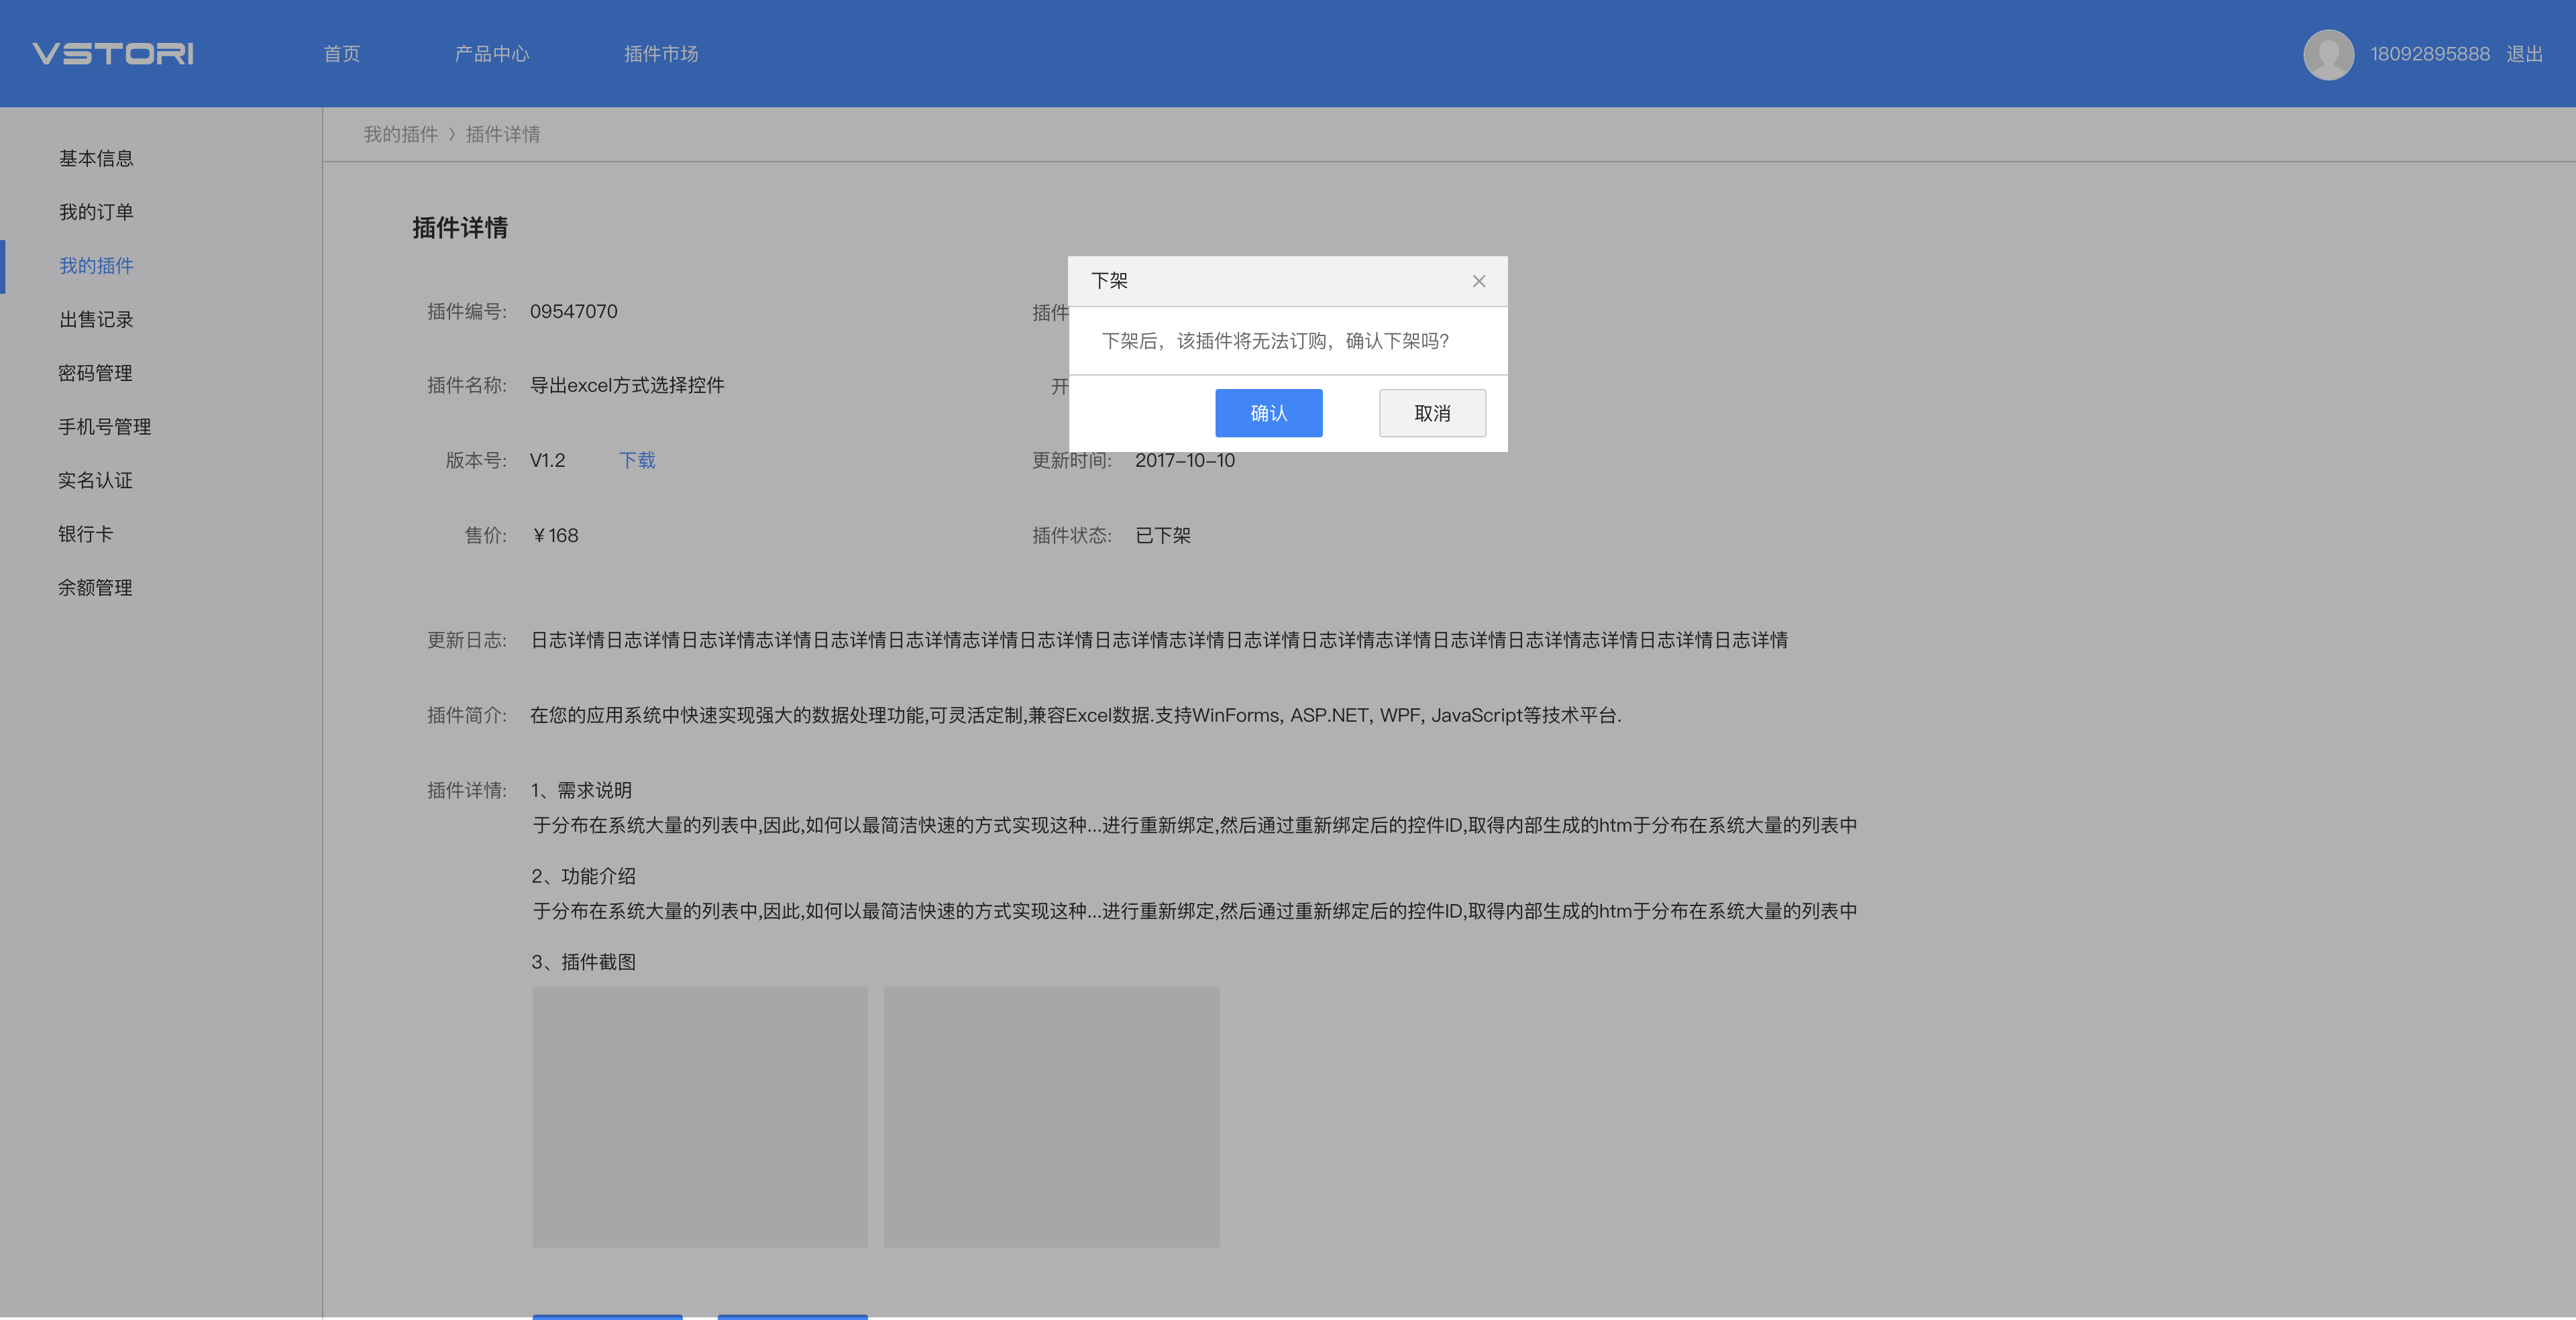 VSTORI 首页 产品中心 插件市场 18092895888 退出
我的插件 〉 插件详情
基本信息
我的订单
我的插件
出售记录
密码管理
手机号管理
实名认证
银行卡
余额管理
插件详情
下架
下架后，该插件将无法订购，确认下架吗？
确认 取消
插件编号: 09547070 插件
插件名称: 导出excel方式选择控件 开
版本号: V1.2 下载 更新时间: 2017-10-10
售价: ￥168 插件状态: 已下架
更新日志: 日志详情日志详情日志详情志详情日志详情日志详情志详情日志详情日志详情志详情日志详情日志详情志详情日志详情日志详情志详情日志详情日志详情
插件简介: 在您的应用系统中快速实现强大的数据处理功能,可灵活定制,兼容Excel数据.支持WinForms, ASP.NET, WPF, JavaScript等技术平台.
插件详情: 1、需求说明
于分布在系统大量的列表中,因此,如何以最简洁快速的方式实现这种...进行重新绑定,然后通过重新绑定后的控件ID,取得内部生成的htm于分布在系统大量的列表中
2、功能介绍
于分布在系统大量的列表中,因此,如何以最简洁快速的方式实现这种...进行重新绑定,然后通过重新绑定后的控件ID,取得内部生成的htm于分布在系统大量的列表中
3、插件截图